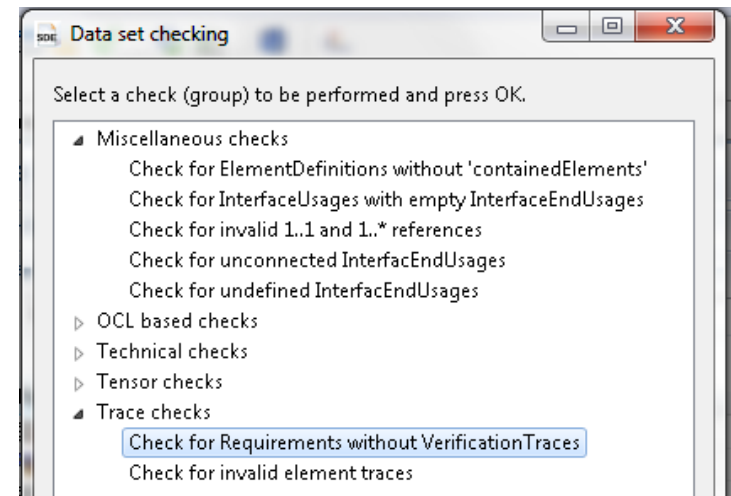 SDE Data set checking
Select a check (group) to be performed and press OK.
Miscellaneous checks
Check for ElementDefinitions without 'containedElements'
Check for InterfaceUsages with empty InterfaceEndUsages
Check for invalid 1..1 and 1..* references
Check for unconnected InterfacEndUsages
Check for undefined InterfacEndUsages
OCL based checks
Technical checks
Tensor checks
Trace checks
Check for Requirements without VerificationTraces
Check for invalid element traces